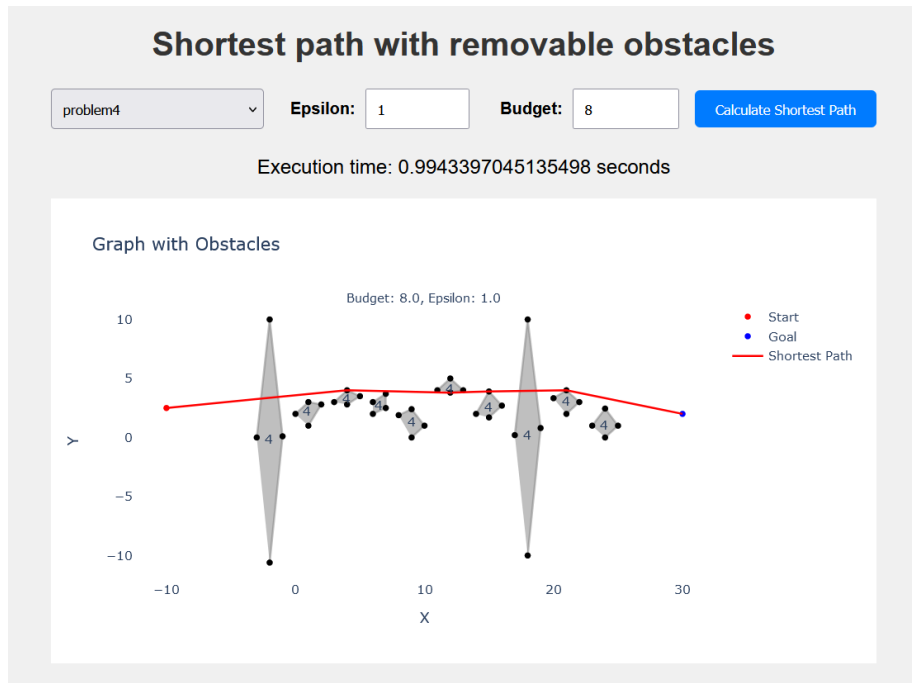 Shortest path with removable obstacles
problem4 Epsilon: 1 Budget: 8 Calculate Shortest Path
Execution time: 0.9943397045135498 seconds
Graph with Obstacles
Budget: 8.0, Epsilon: 1.0
Start
Goal
Shortest Path
10
5
0
−5
−10
Y
4
4
4
4
4
4
4
4
4
4
−10 0 10 20 30
X